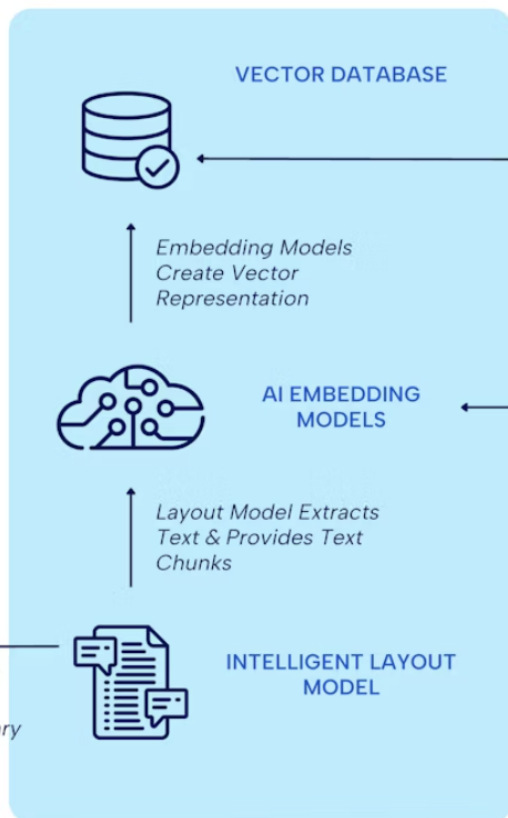 VECTOR DATABASE
Embedding Models
Create Vector
Representation
AI EMBEDDING
MODELS
Layout Model Extracts
Text & Provides Text
Chunks
INTELLIGENT LAYOUT
MODEL